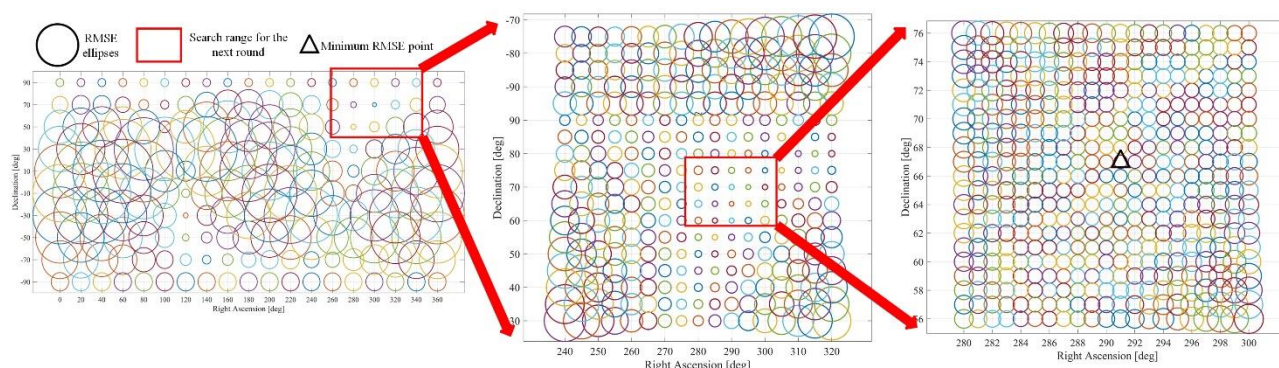 RMSE
ellipses
Search range for the
next round
Minimum RMSE point
90
70
50
30
10
-10
-30
-50
-70
-90
Declination [deg]
0 20 40 60 80 100 120 140 160 180 200 220 240 260 280 300 320 340 360
Right Ascension [deg]
-70
-80
-90
90
80
70
60
50
40
30
Declination [deg]
240 250 260 270 280 290 300 310 320
Right Ascension [deg]
76
74
72
70
68
66
64
62
60
58
56
Declination [deg]
280 282 284 286 288 290 292 294 296 298 300
Right Ascension [deg]